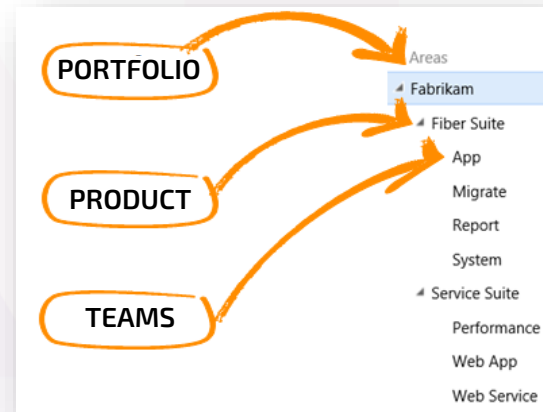 PORTFOLIO
PRODUCT
TEAMS
Areas
Fabrikam
Fiber Suite
App
Migrate
Report
System
Service Suite
Performance
Web App
Web Service